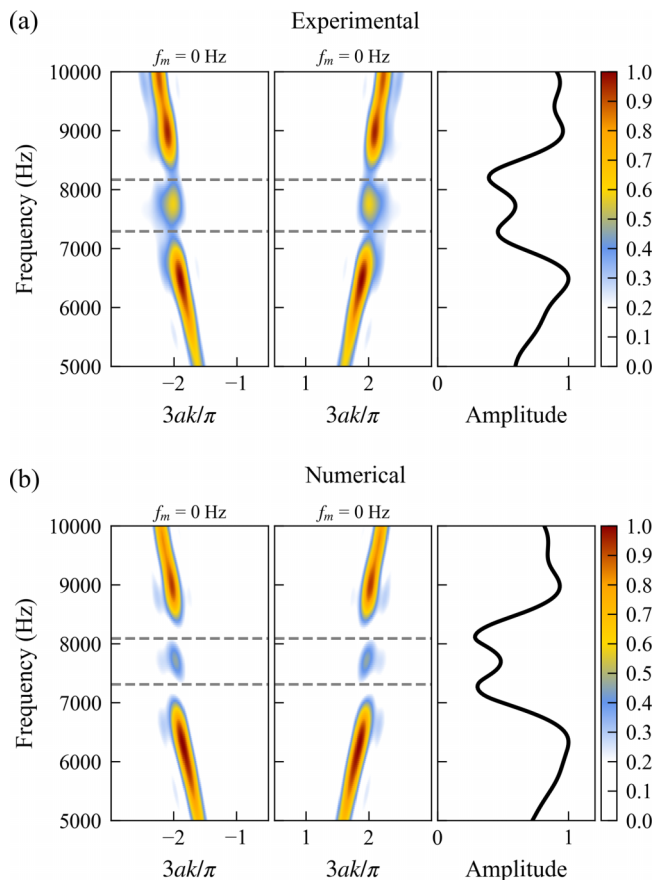 (a)
Experimental
fm = 0 Hz
fm = 0 Hz
10000
9000
8000
7000
6000
5000
Frequency (Hz)
−2 −1
1 2
0 1
3ak/π
3ak/π
Amplitude
1.0
0.9
0.8
0.7
0.6
0.5
0.4
0.3
0.2
0.1
0.0
(b)
Numerical
fm = 0 Hz
fm = 0 Hz
10000
9000
8000
7000
6000
5000
Frequency (Hz)
−2 −1
1 2
0 1
3ak/π
3ak/π
Amplitude
1.0
0.9
0.8
0.7
0.6
0.5
0.4
0.3
0.2
0.1
0.0